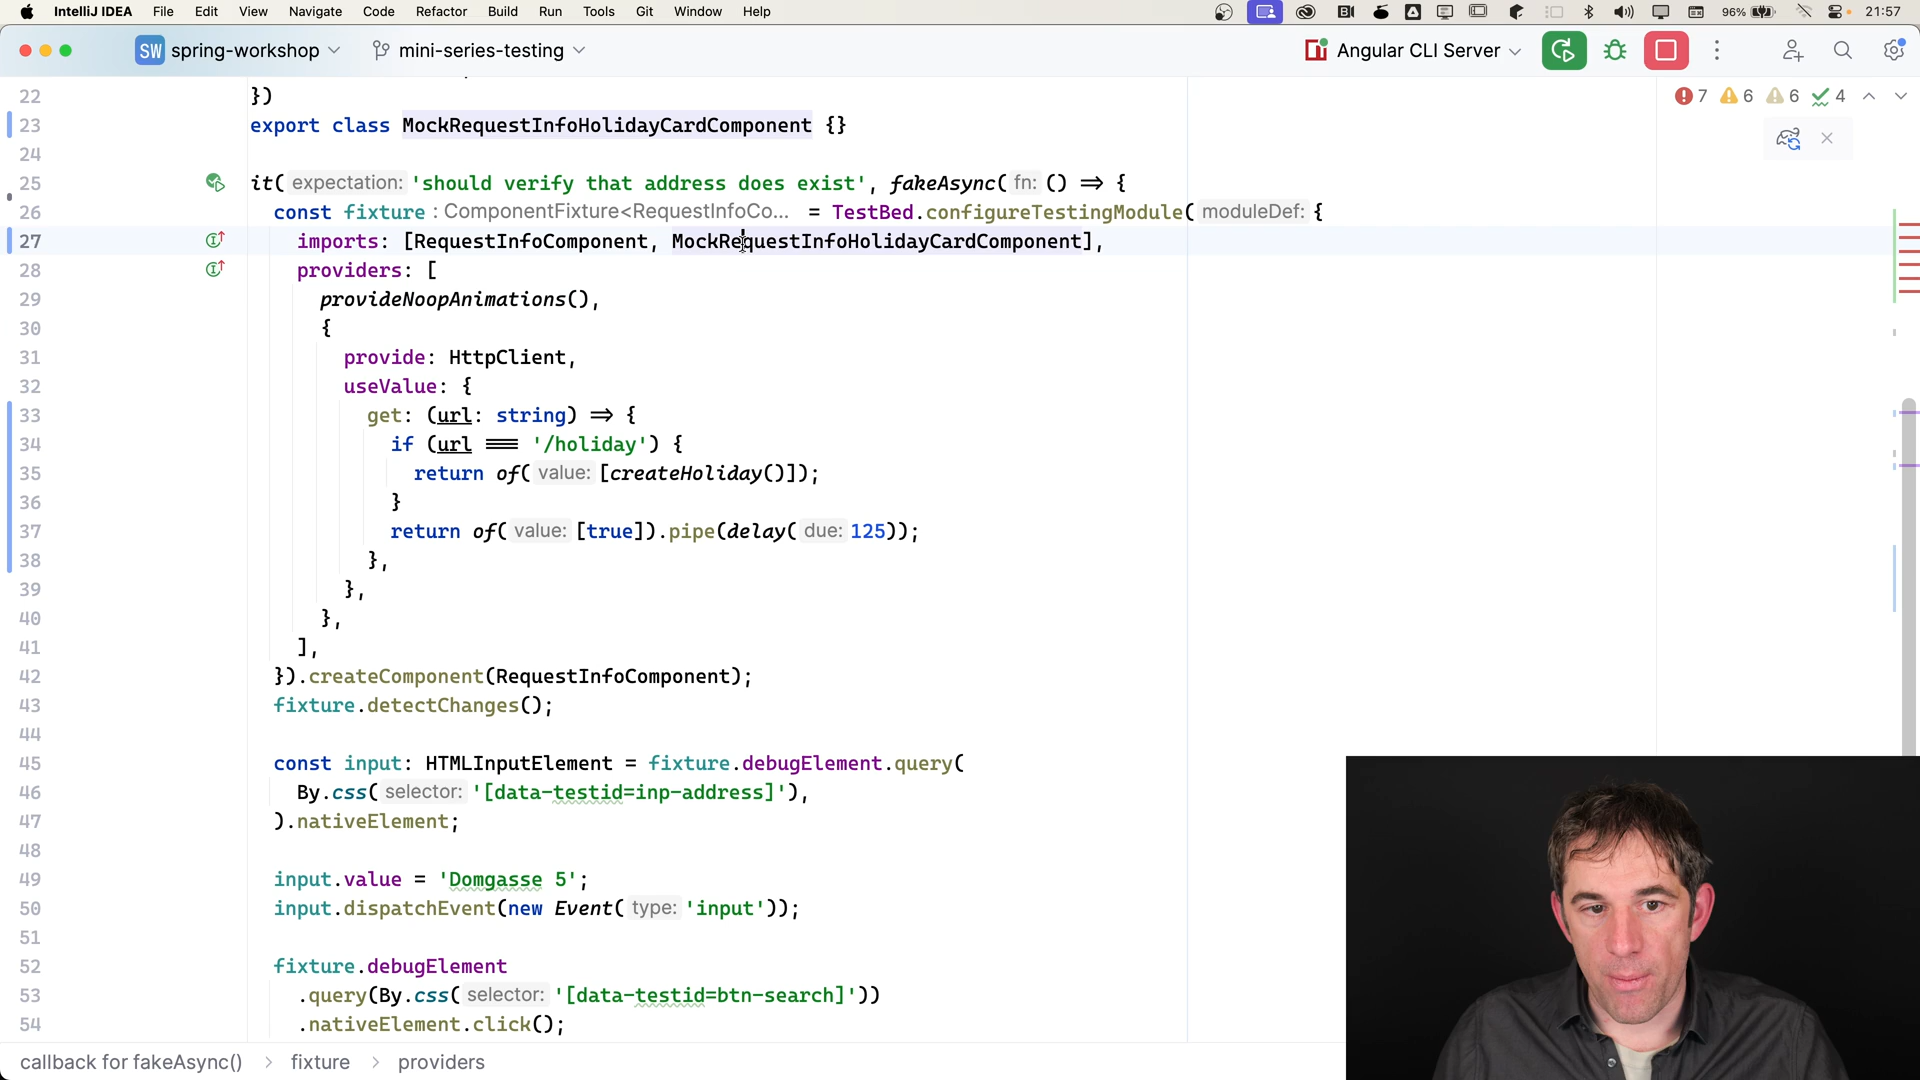 IntelliJ IDEA File Edit View Navigate Code Refactor Build Run Tools Git Window Help 96% 21:57
SW spring-workshop mini-series-testing Angular CLI Server
7 6 6 4
22 })
23 export class MockRequestInfoHolidayCardComponent {}
24
25 it( expectation: 'should verify that address does exist', fakeAsync( fn: () => {
26 const fixture : ComponentFixture<RequestInfoCo... = TestBed.configureTestingModule( moduleDef: {
27 imports: [RequestInfoComponent, MockRequestInfoHolidayCardComponent],
28 providers: [
29 provideNoopAnimations(),
30 {
31 provide: HttpClient,
32 useValue: {
33 get: (url: string) => {
34 if (url === '/holiday') {
35 return of( value: [createHoliday()]);
36 }
37 return of( value: [true]).pipe(delay( due: 125));
38 },
39 },
40 },
41 ],
42 }).createComponent(RequestInfoComponent);
43 fixture.detectChanges();
44
45 const input: HTMLInputElement = fixture.debugElement.query(
46 By.css( selector: '[data-testid=inp-address]'),
47 ).nativeElement;
48
49 input.value = 'Domgasse 5';
50 input.dispatchEvent(new Event( type: 'input'));
51
52 fixture.debugElement
53 .query(By.css( selector: '[data-testid=btn-search]'))
54 .nativeElement.click();
callback for fakeAsync() > fixture > providers